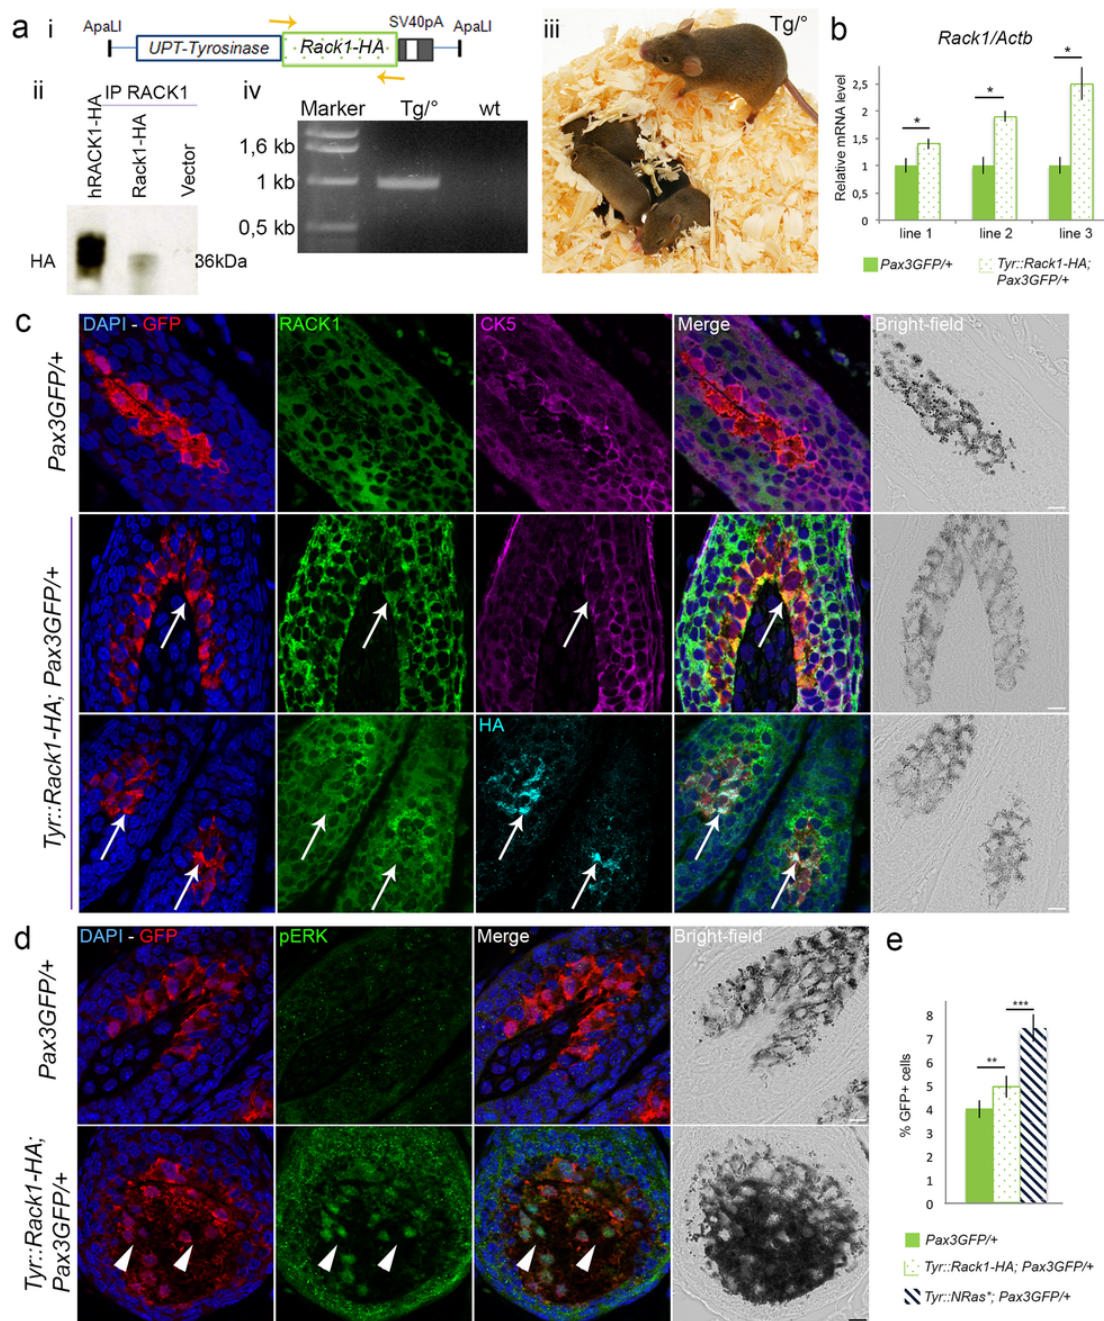 a i
ApaLI
UPT-Tyrosinase
Rack1-HA
SV40pA
ApaLI
ii
IP RACK1
hRACK1-HA
Rack1-HA
Vector
HA
36kDa
iv
Marker Tg/° wt
1,6 kb
1 kb
0,5 kb
iii
Tg/°
b
Rack1/Actb
Relative mRNA level
3
2,5
2
1,5
1
0,5
0
* * *
line 1 line 2 line 3
Pax3GFP/+
Tyr::Rack1-HA;
Pax3GFP/+
c
DAPI - GFP RACK1 CK5 Merge Bright-field
Pax3GFP/+
Tyr::Rack1-HA; Pax3GFP/+
HA
d
DAPI - GFP pERK Merge Bright-field
Pax3GFP/+
Tyr::Rack1-HA;
Pax3GFP/+
e
% GFP+ cells
8
7
6
5
4
3
2
1
0
** ***
Pax3GFP/+
Tyr::Rack1-HA; Pax3GFP/+
Tyr::NRas*; Pax3GFP/+